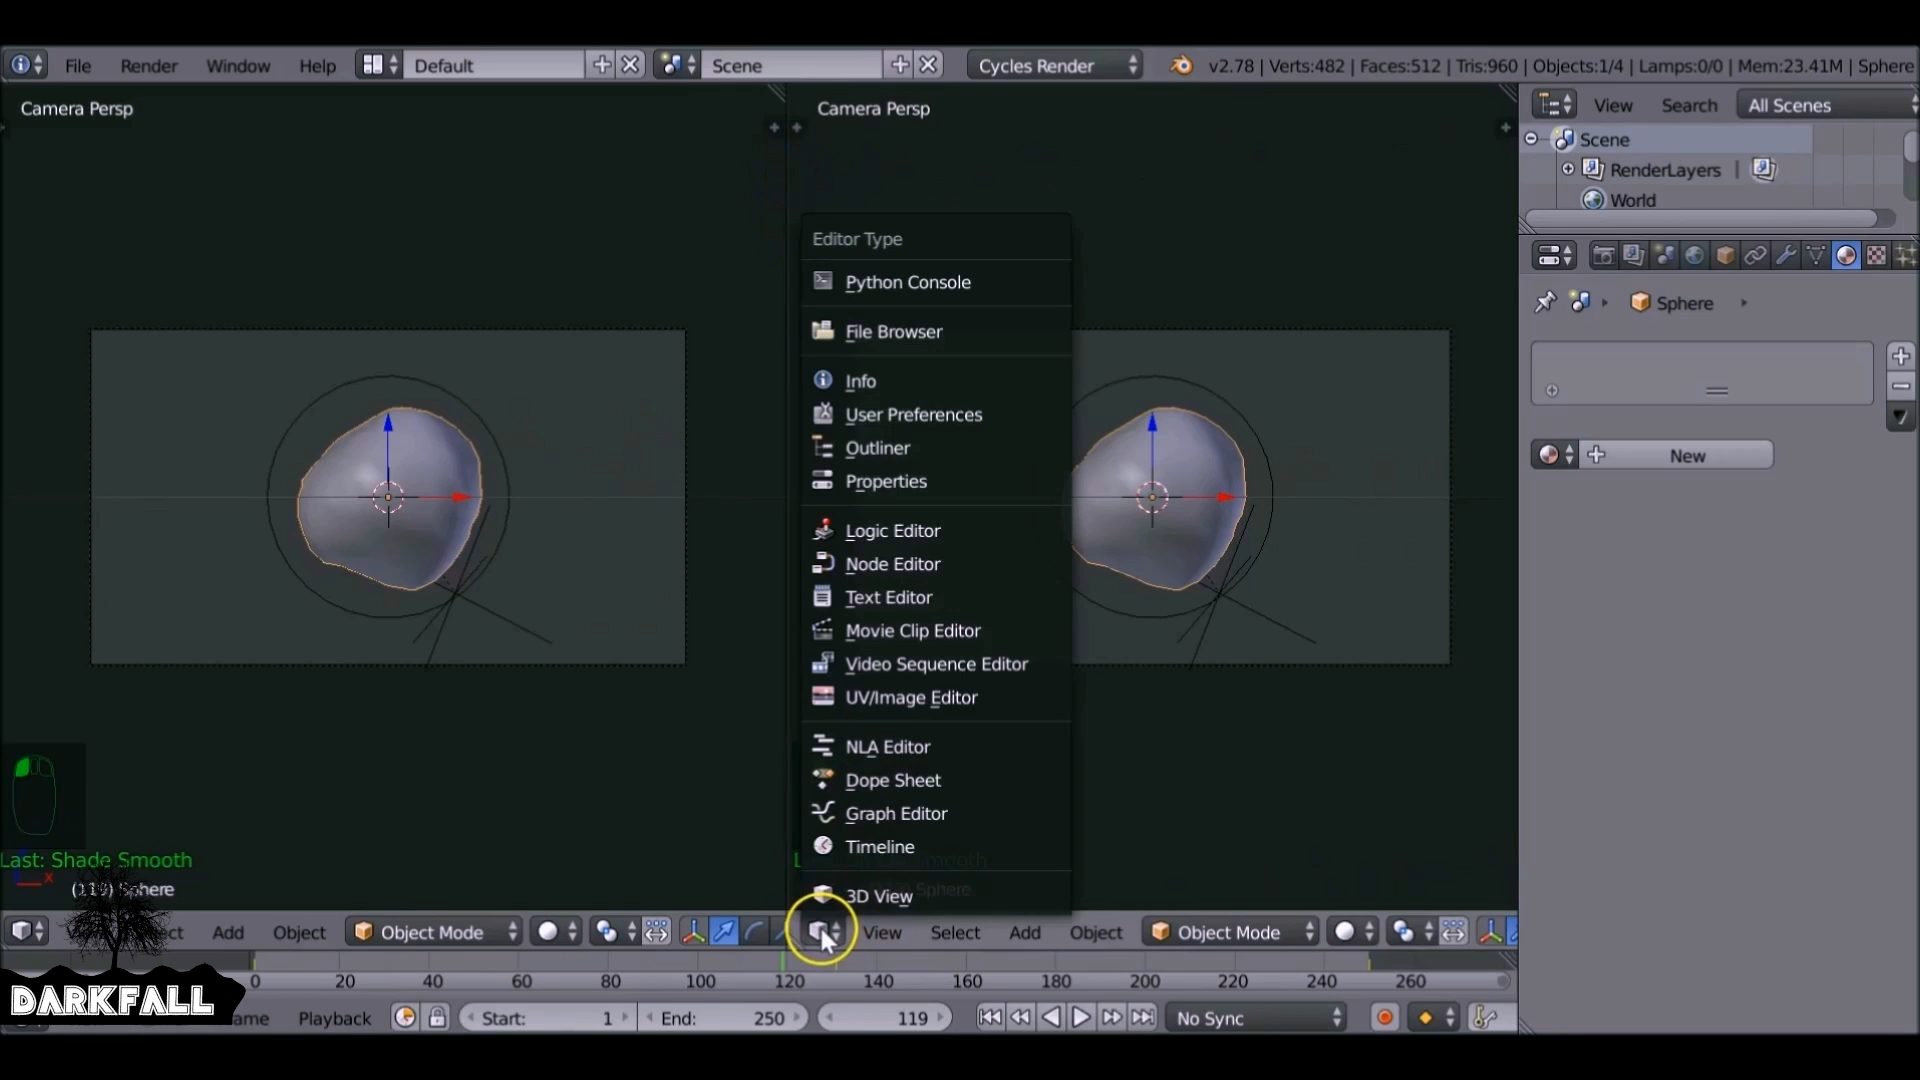 File Render Window Help Default Scene Cycles Render v2.78 | Verts:482 | Faces:512 | Tris:960 | Objects:1/4 | Lamps:0/0 | Mem:23.41M | Sphere
Camera Persp
Camera Persp
View Search All Scenes
Scene
RenderLayers
World
Sphere
New
Editor Type
Python Console
File Browser
Info
User Preferences
Outliner
Properties
Logic Editor
Node Editor
Text Editor
Movie Clip Editor
Video Sequence Editor
UV/Image Editor
NLA Editor
Dope Sheet
Graph Editor
Timeline
3D View
Last: Shade Smooth
(119) Sphere
Add Object Object Mode
View Select Add Object Object Mode
0 20 40 60 80 100 120 140 160 180 200 220 240 260
Playback Start: 1 End: 250 119 No Sync
DARKFALL